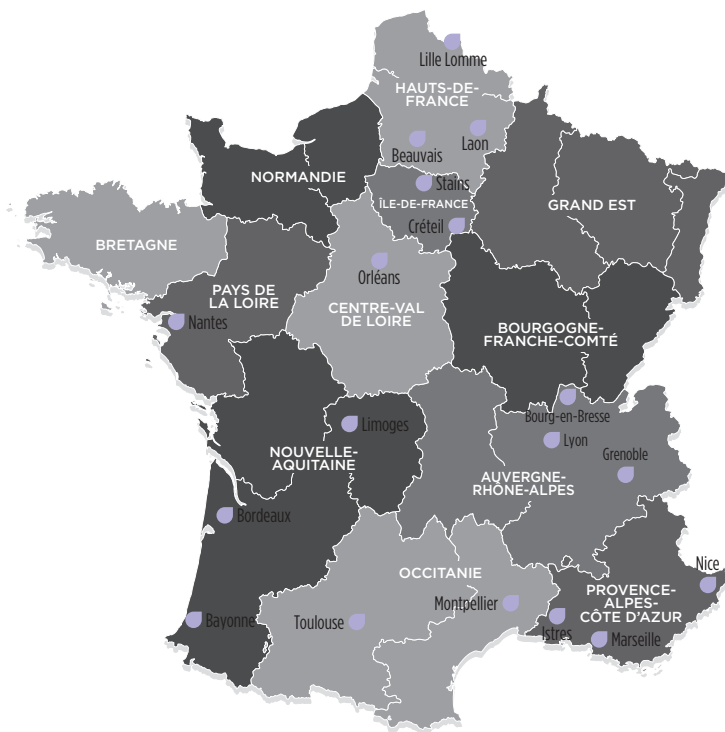 Lille Lomme
HAUTS-DE-
FRANCE
Beauvais
Laon
NORMANDIE
Stains
ÎLE-DE-FRANCE
Créteil
GRAND EST
BRETAGNE
Orléans
PAYS DE
LA LOIRE
Nantes
CENTRE-VAL
DE LOIRE
BOURGOGNE-
FRANCHE-COMTÉ
Bourg-en-Bresse
Limoges
Lyon
NOUVELLE-
AQUITAINE
Grenoble
AUVERGNE-
RHÔNE-ALPES
Bordeaux
OCCITANIE
Nice
PROVENCE-
ALPES-
CÔTE D'AZUR
Montpéllier
Bayonne
Toulouse
Istres
Marseille